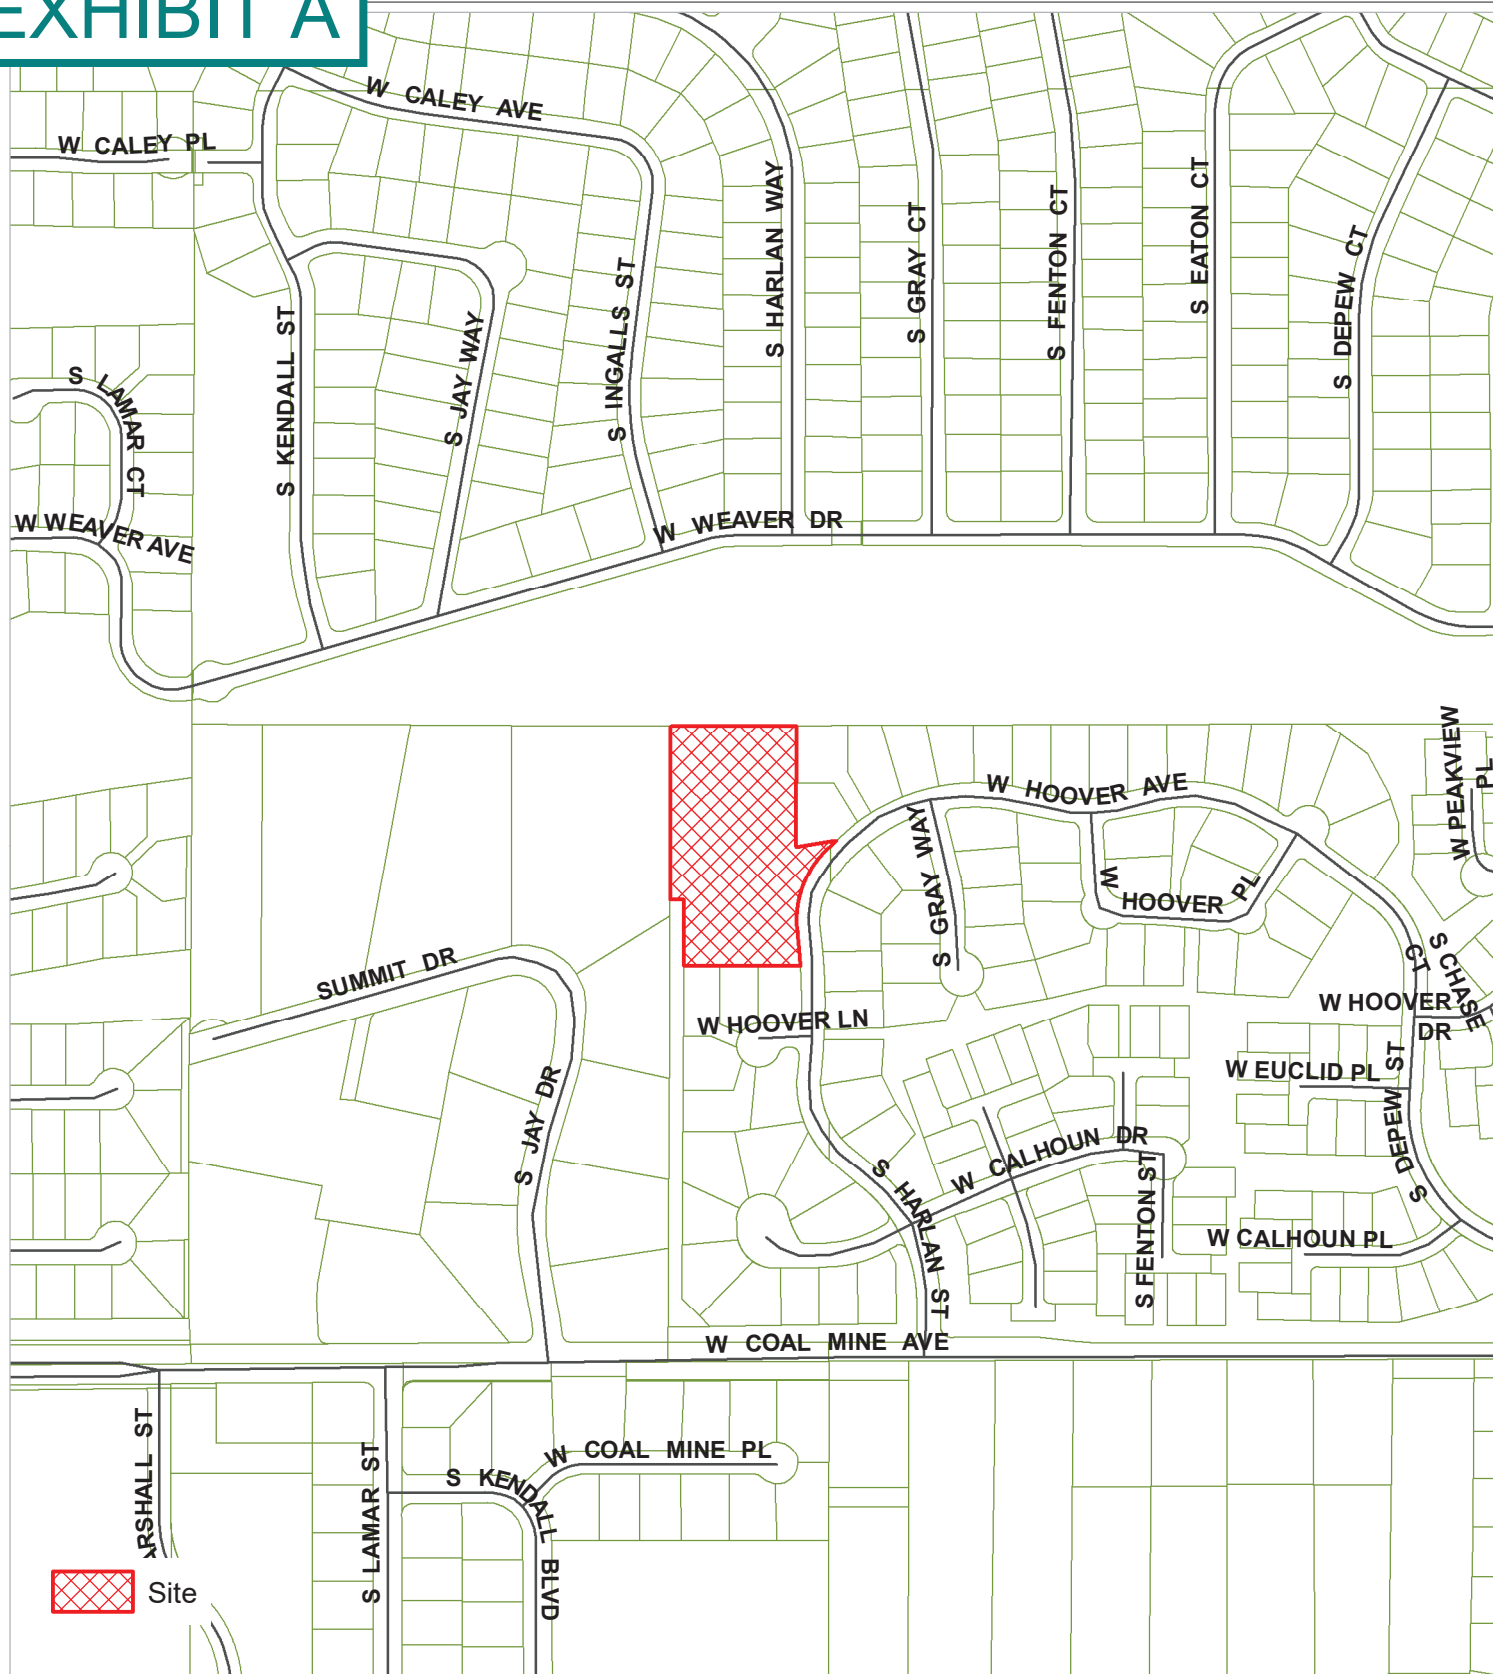 EXHIBIT A
W CALEY AVE
W CALEY PL
S HARLAN WAY
S GRAY CT
S FENTON CT
S EATON CT
S DEPEW CT
S INGALLS ST
S JAY WAY
S KENDALL ST
S LAMAR CT
W WEAVER AVE
W WEAVER DR
W PEAKVIEW PL
W HOOVER AVE
S GRAY WAY
W HOOVER PL
S CHASE CT
SUMMIT DR
W HOOVER LN
W HOOVER DR
W EUCLID PL
S DEPEW ST
S JAY DR
W CALHOUN DR
S HARLAN ST
S FENTON ST
W CALHOUN PL
W COAL MINE AVE
ARSHALL ST
S LAMAR ST
W COAL MINE PL
S KENDALL BLVD
Site